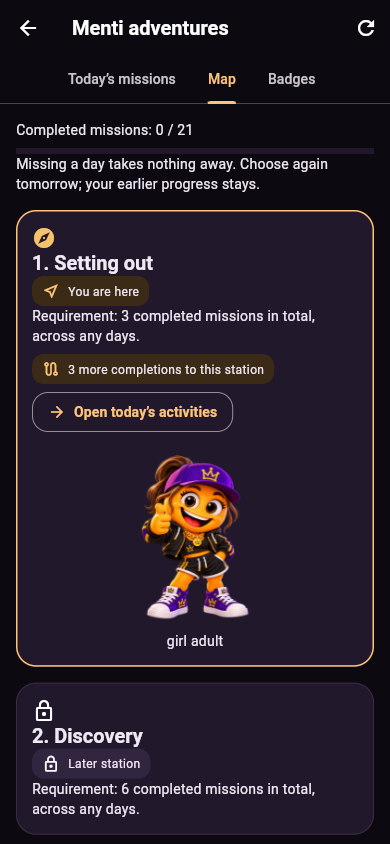 Menti adventures
Today's missions
Map
Badges
Completed missions: 0 / 21
Missing a day takes nothing away. Choose again
tomorrow; your earlier progress stays.
1. Setting out
You are here
Requirement: 3 completed missions in total,
across any days.
3 more completions to this station
Open today's activities
girl adult
2. Discovery
Later station
Requirement: 6 completed missions in total,
across any days.